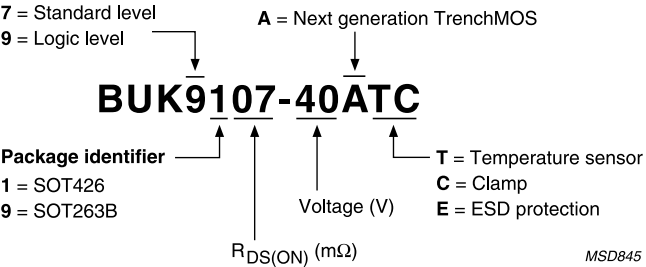 7 = Standard level
9 = Logic level
A = Next generation TrenchMOS
BUK9107-40ATC
Package identifier
1 = SOT426
9 = SOT263B
Voltage (V)
T = Temperature sensor
C = Clamp
E = ESD protection
RDS(ON) (mΩ)
MSD845